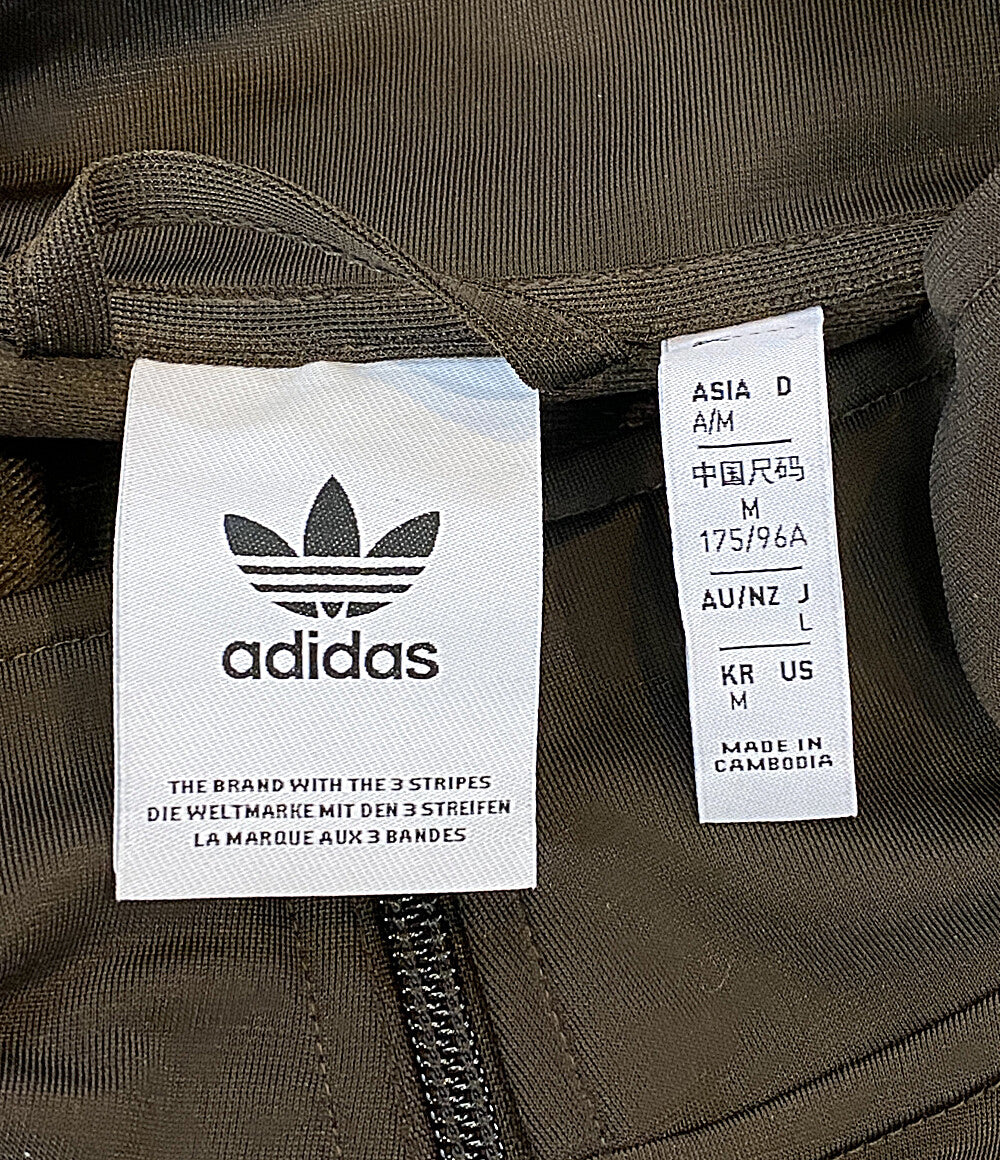 adidas
THE BRAND WITH THE 3 STRIPES
DIE WELTMARKE MIT DEN 3 STREIFEN
LA MARQUE AUX 3 BANDES
ASIA D
A/M
中国尺码
M
175/96A
AU/NZ J
L
KR US
M
MADE IN
CAMBODIA